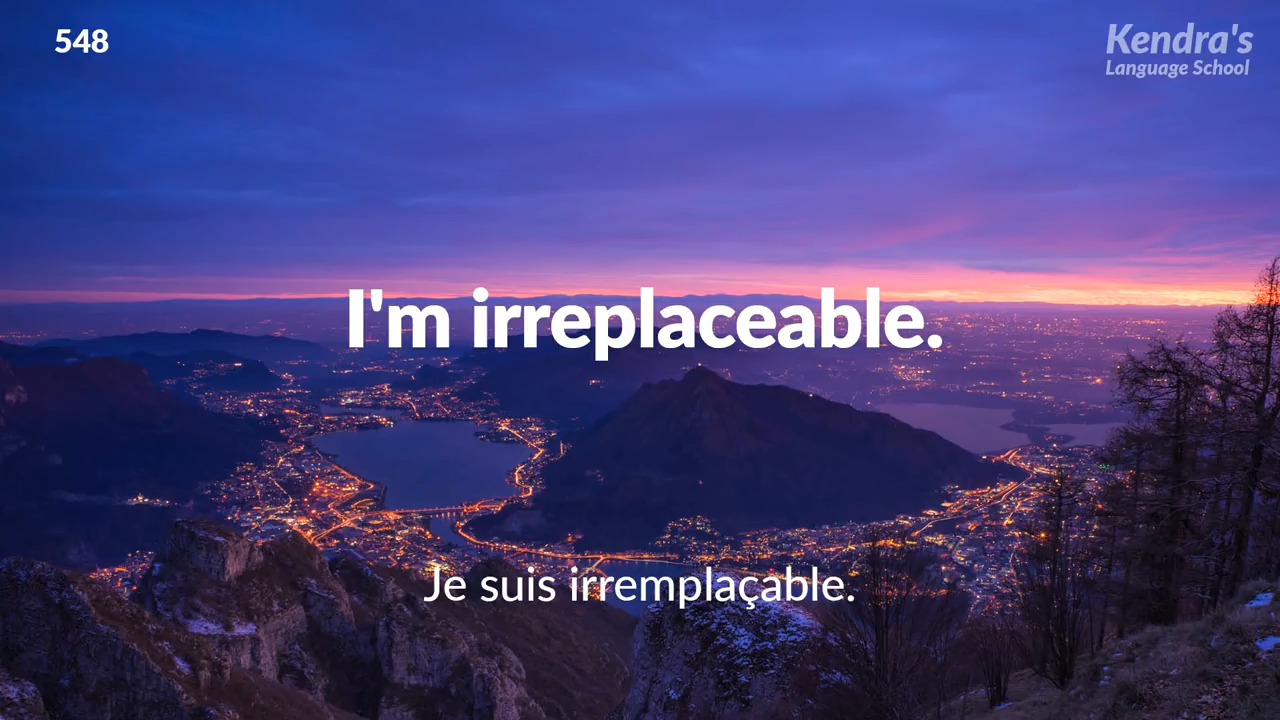 548
Kendra's
Language School
I'm irreplaceable.
Je suis irremplaçable.